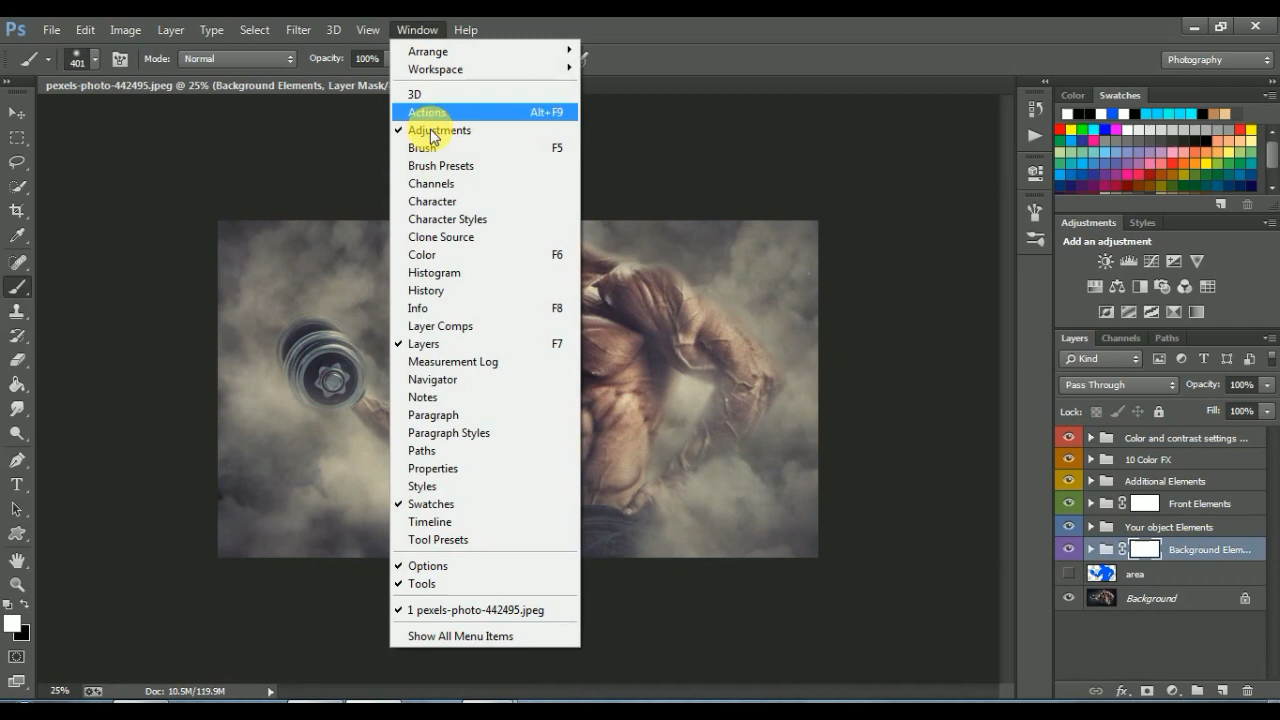 Ps File Edit Image Layer Type Select Filter 3D View Window Help
401 Mode: Normal Opacity: 100% Photography
pexels-photo-442495.jpeg @ 25% (Background Elements, Layer Mask/
Arrange
Workspace
3D
Actions Alt+F9
Adjustments
Brush F5
Brush Presets
Channels
Character
Character Styles
Clone Source
Color F6
Histogram
History
Info F8
Layer Comps
Layers F7
Measurement Log
Navigator
Notes
Paragraph
Paragraph Styles
Paths
Properties
Styles
Swatches
Timeline
Tool Presets
Options
Tools
1 pexels-photo-442495.jpeg
Show All Menu Items
Color Swatches
Adjustments Styles
Add an adjustment
Layers Channels Paths
Kind
Pass Through Opacity: 100%
Lock: Fill: 100%
Color and contrast settings ...
10 Color FX
Additional Elements
Front Elements
Your object Elements
Background Elem...
area
Background
25% Doc: 10.5M/119.9M